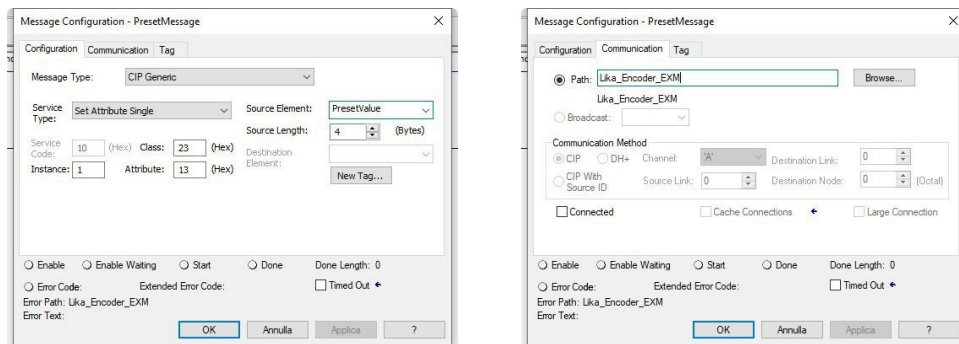 Message Configuration - PresetMessage
Configuration Communication Tag
Message Type: CIP Generic
Service Type: Set Attribute Single Source Element: PresetValue
Source Length: 4 (Bytes)
Service Code: 10 (Hex) Class: 23 (Hex) Destination Element:
Instance: 1 Attribute: 13 (Hex) New Tag...
Enable Enable Waiting Start Done Done Length: 0
Error Code: Extended Error Code: Timed Out
Error Path: Lika_Encoder_EXM
Error Text:
OK Annulla Applica ?
Message Configuration - PresetMessage
Configuration Communication Tag
Path: Lika_Encoder_EXM Browse...
Lika_Encoder_EXM
Broadcast:
Communication Method
CIP DH+ Channel: 'A' Destination Link: 0
CIP With Source ID Source Link: 0 Destination Node: 0 (Octal)
Connected Cache Connections Large Connection
Enable Enable Waiting Start Done Done Length: 0
Error Code: Extended Error Code: Timed Out
Error Path: Lika_Encoder_EXM
Error Text:
OK Annulla Applica ?